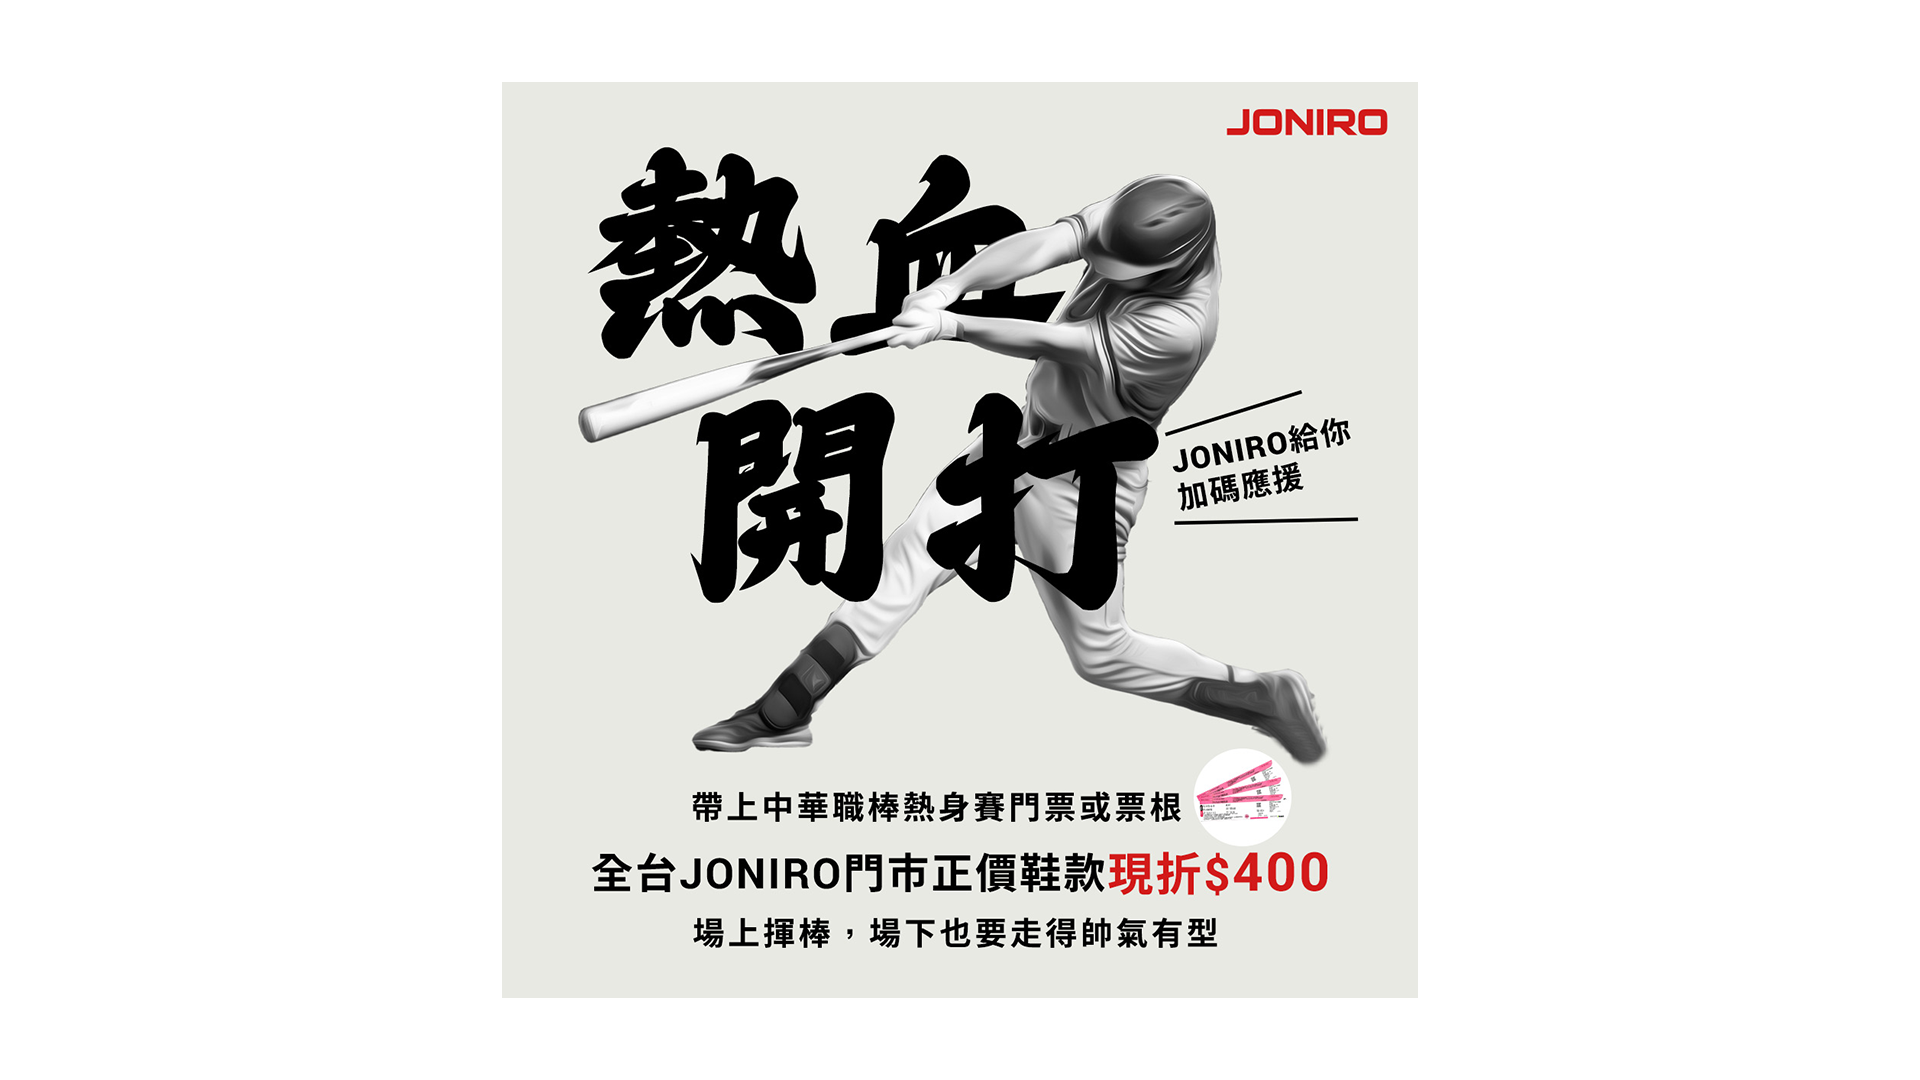 JONIRO
熱血
開打
JONIRO給你
加碼應援
帶上中華職棒熱身賽門票或票根
全台JONIRO門市正價鞋款現折$400
場上揮棒，場下也要走得帥氣有型